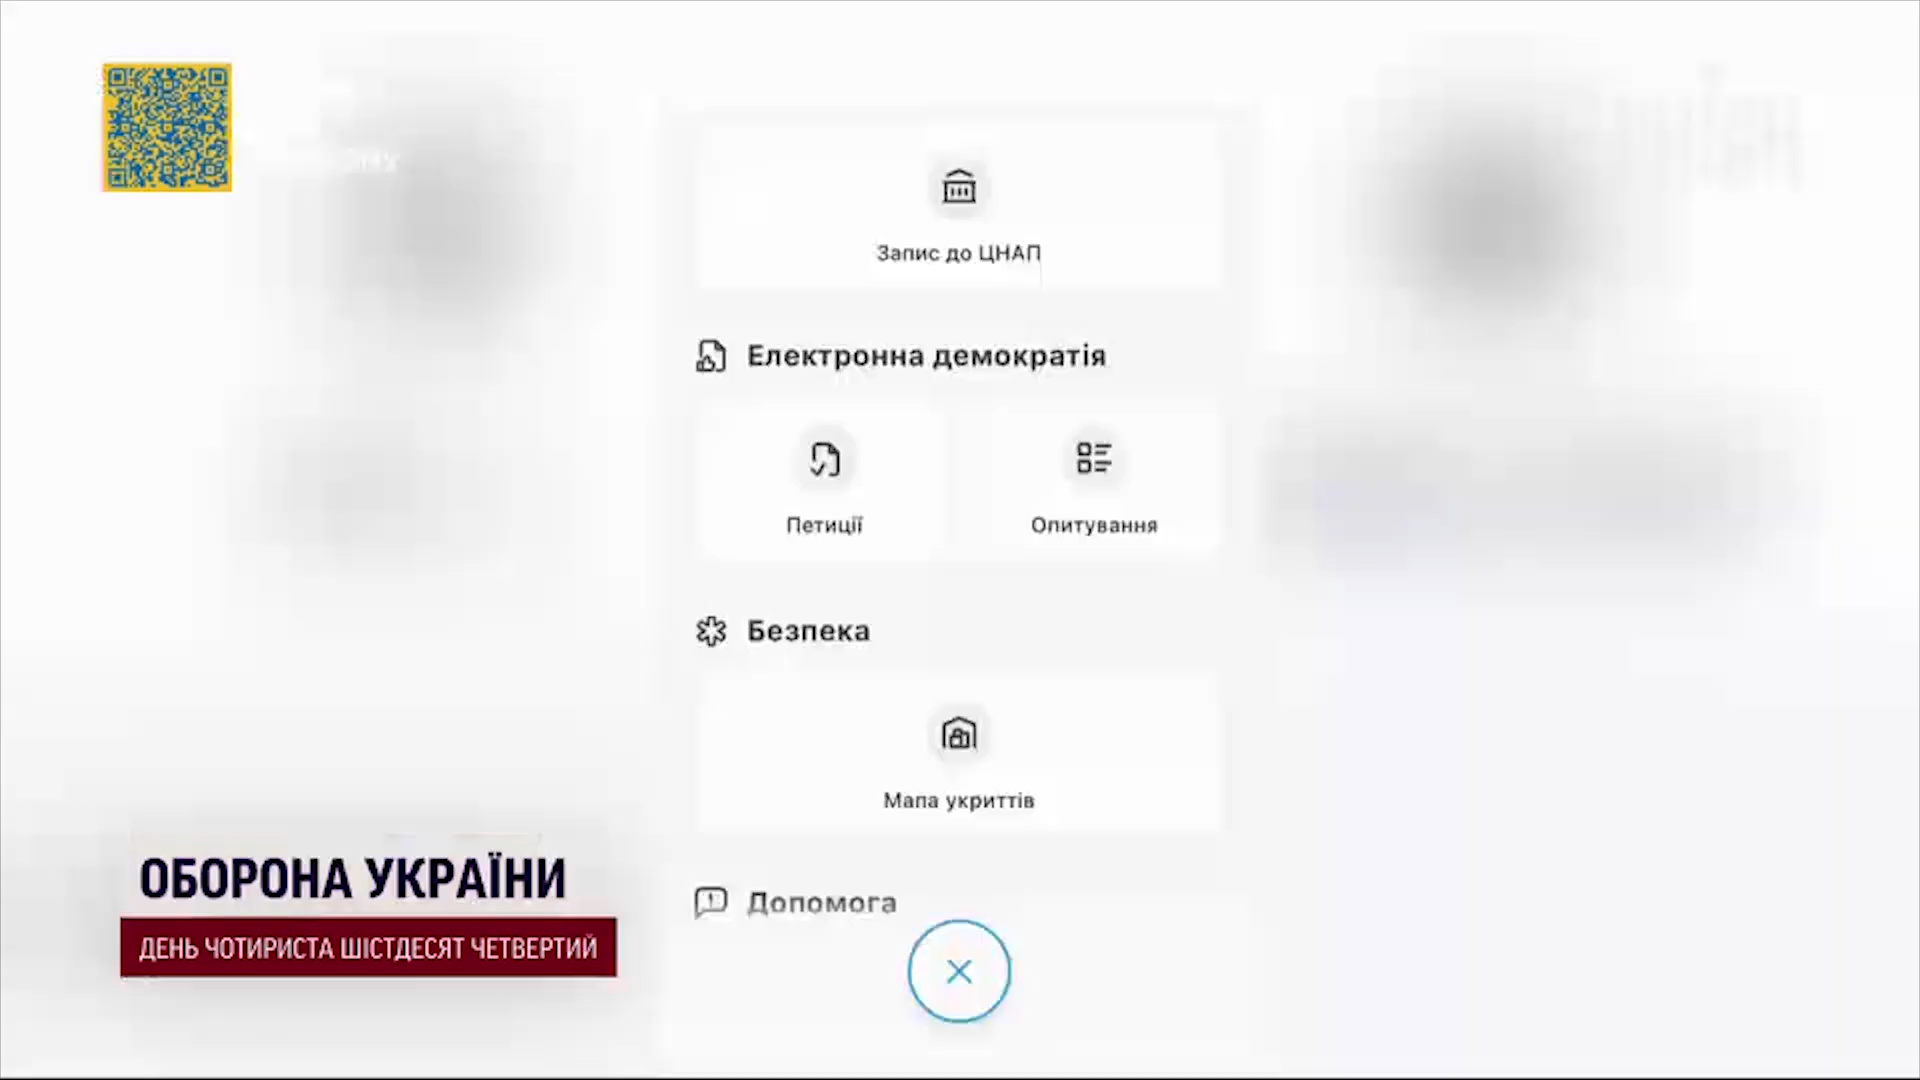 Запис до ЦНАП
Електронна демократія
Петиції
Опитування
Безпека
Мапа укриттів
Допомога
ОБОРОНА УКРАЇНИ
ДЕНЬ ЧОТИРИСТА ШІСТДЕСЯТ ЧЕТВЕРТИЙ